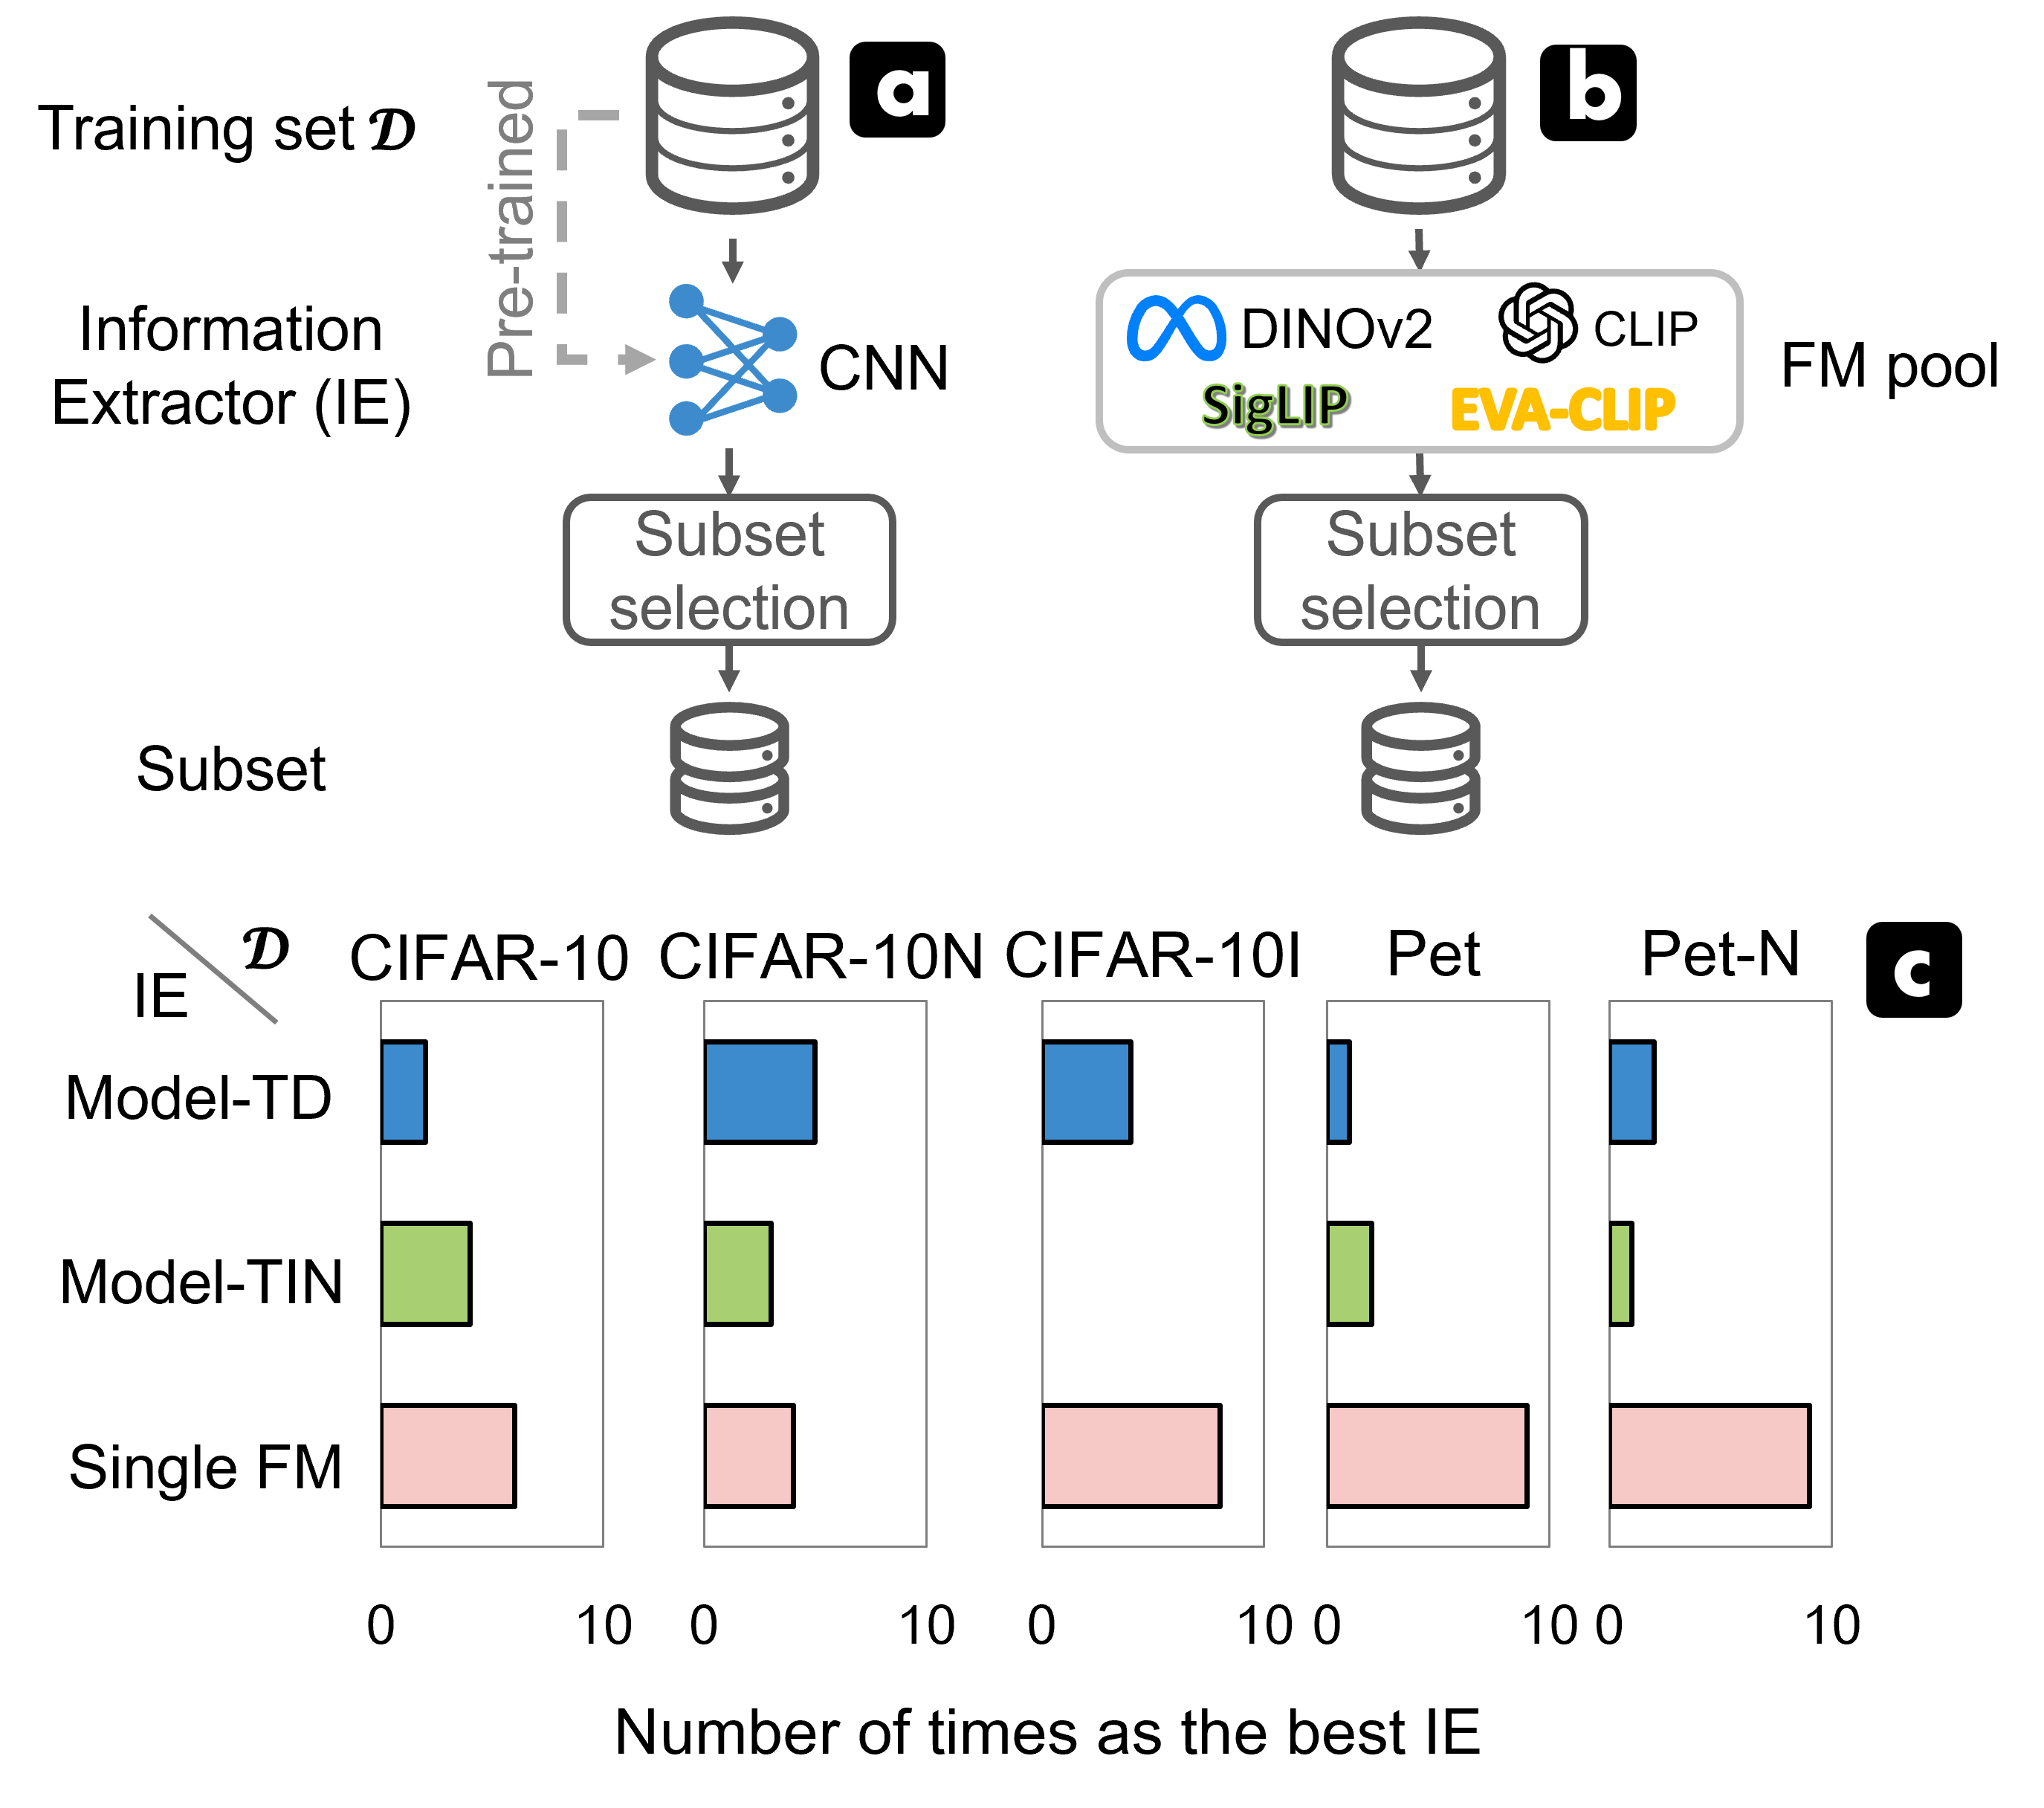 a
b
Training set 𝓓
Pre-trained
Information
Extractor (IE)
CNN
DINOv2
CLIP
SigLIP
EVA-CLIP
FM pool
Subset
selection
Subset
selection
Subset
c
IE
𝓓
CIFAR-10
CIFAR-10N
CIFAR-10I
Pet
Pet-N
Model-TD
Model-TIN
Single FM
0 10 0 10 0 10 0 10 0 10
Number of times as the best IE